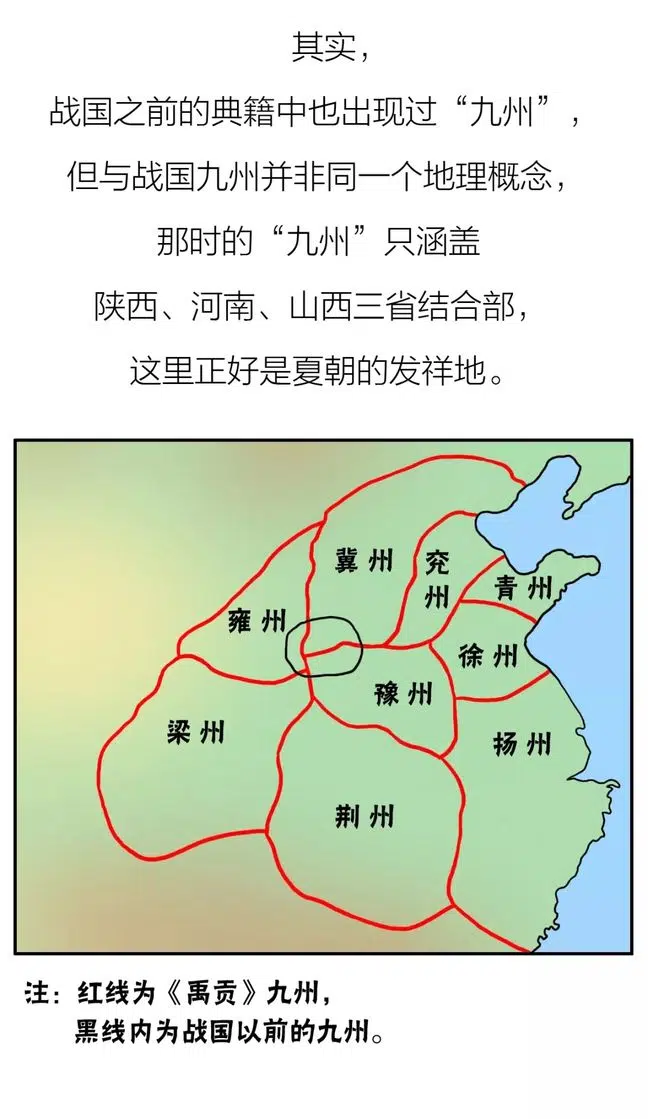 其实，
战国之前的典籍中也出现过“九州”，
但与战国九州并非同一个地理概念，
那时的“九州”只涵盖
陕西、河南、山西三省结合部，
这里正好是夏朝的发祥地。
冀州
兖州
青州
雍州
徐州
豫州
梁州
扬州
荆州
注：红线为《禹贡》九州，
黑线内为战国以前的九州。